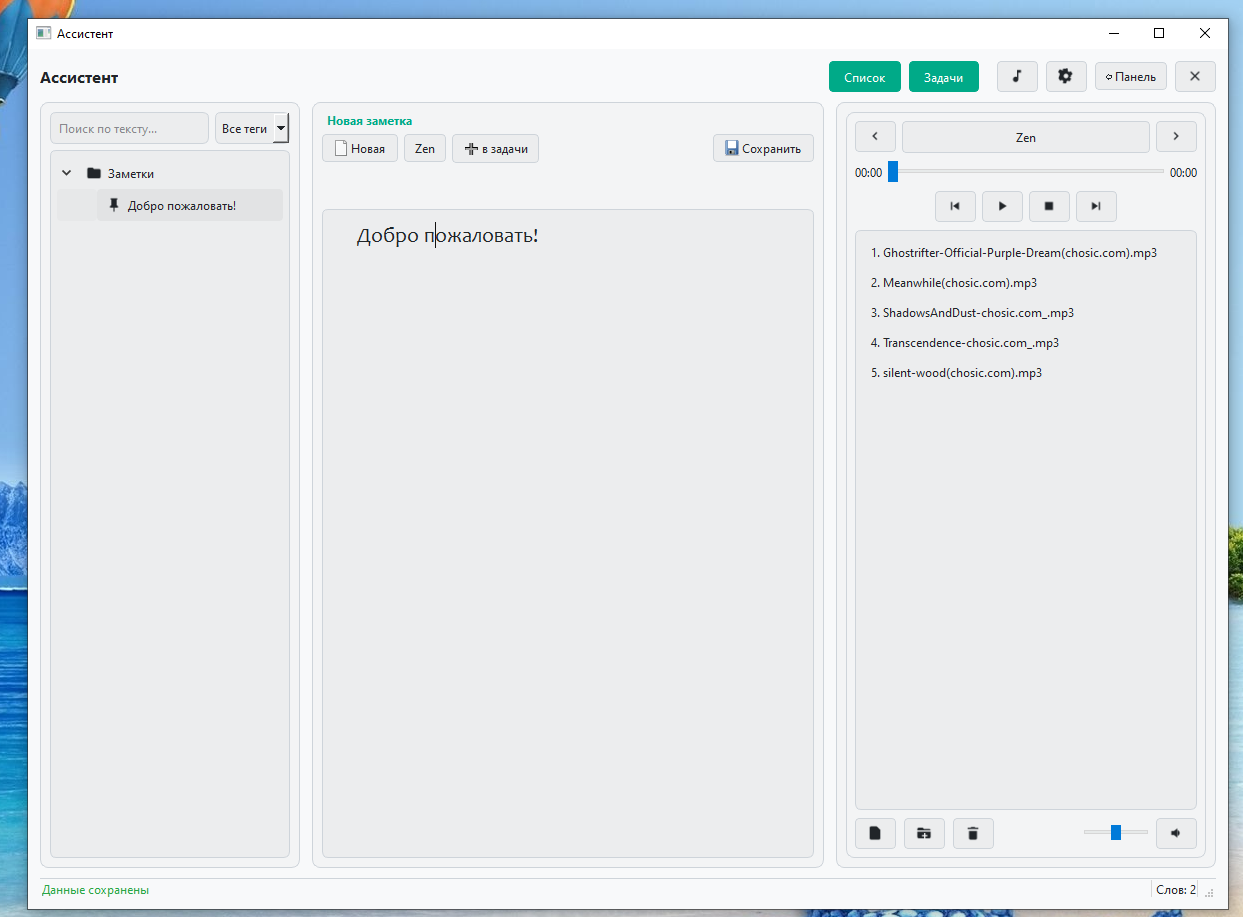 Ассистент
Ассистент
Список
Задачи
Панель
Поиск по тексту...
Все теги
Заметки
Добро пожаловать!
Новая заметка
Новая
Zen
в задачи
Сохранить
Добро пожаловать!
Zen
00:00
00:00
1. Ghostrifter-Official-Purple-Dream(chosic.com).mp3
2. Meanwhile(chosic.com).mp3
3. ShadowsAndDust-chosic.com_.mp3
4. Transcendence-chosic.com_.mp3
5. silent-wood(chosic.com).mp3
Данные сохранены
Слов: 2